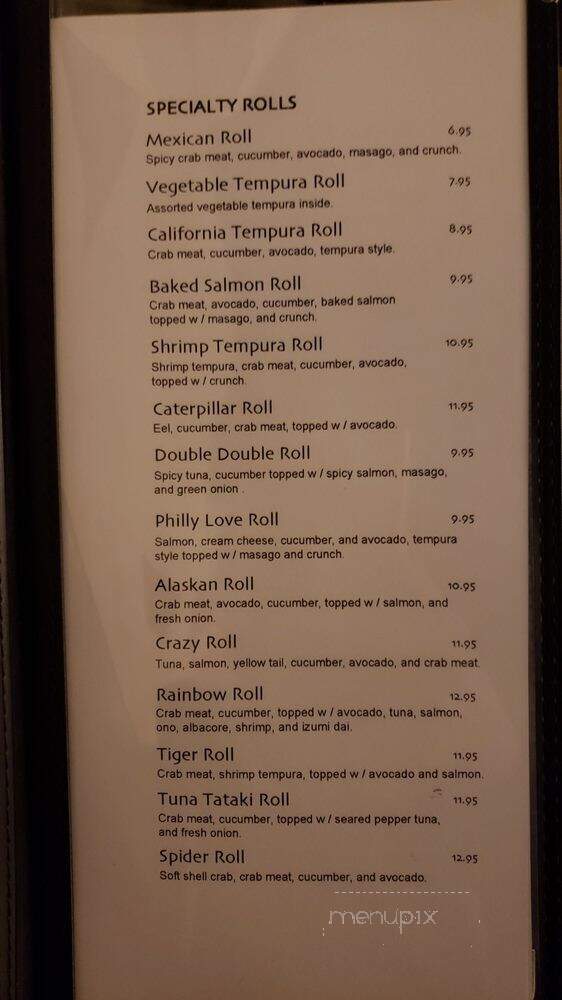 SPECIALTY ROLLS
Mexican Roll 6.95
Spicy crab meat, cucumber, avocado, masago, and crunch.
Vegetable Tempura Roll 7.95
Assorted vegetable tempura inside.
California Tempura Roll 8.95
Crab meat, cucumber, avocado, tempura style.
Baked Salmon Roll 9.95
Crab meat, avocado, cucumber, baked salmon
topped w / masago, and crunch.
Shrimp Tempura Roll 10.95
Shrimp tempura, crab meat, cucumber, avocado,
topped w / crunch.
Caterpillar Roll 11.95
Eel, cucumber, crab meat, topped w / avocado.
Double Double Roll 9.95
Spicy tuna, cucumber topped w / spicy salmon, masago,
and green onion .
Philly Love Roll 9.95
Salmon, cream cheese, cucumber, and avocado, tempura
style topped w / masago and crunch.
Alaskan Roll 10.95
Crab meat, avocado, cucumber, topped w / salmon, and
fresh onion.
Crazy Roll 11.95
Tuna, salmon, yellow tail, cucumber, avocado, and crab meat.
Rainbow Roll 12.95
Crab meat, cucumber, topped w / avocado, tuna, salmon,
ono, albacore, shrimp, and izumi dai.
Tiger Roll 11.95
Crab meat, shrimp tempura, topped w / avocado and salmon.
Tuna Tataki Roll 11.95
Crab meat, cucumber, topped w / seared pepper tuna,
and fresh onion.
Spider Roll 12.95
Soft shell crab, crab meat, cucumber, and avocado.
menupix